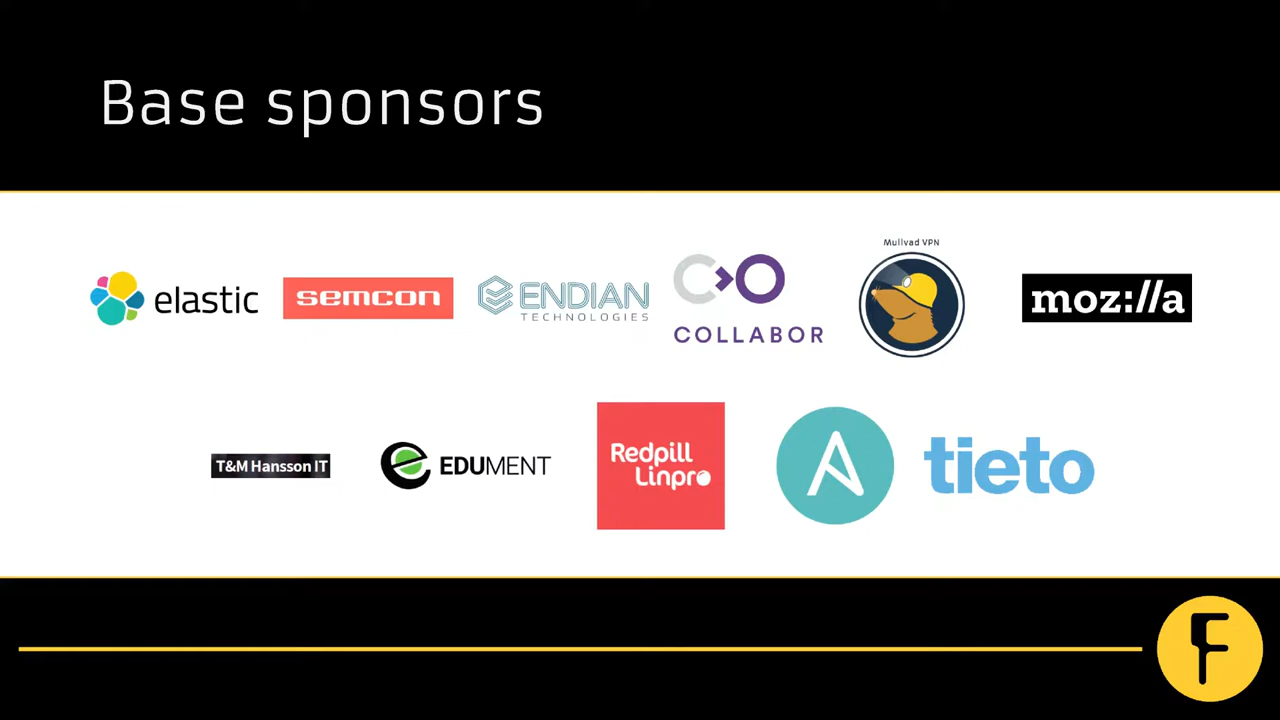 Base sponsors
elastic
semcon
ENDIAN
TECHNOLOGIES
COLLABOR
Mullvad VPN
moz://a
T&M Hansson IT
EDUMENT
Redpill
Linpro
A
tieto
F